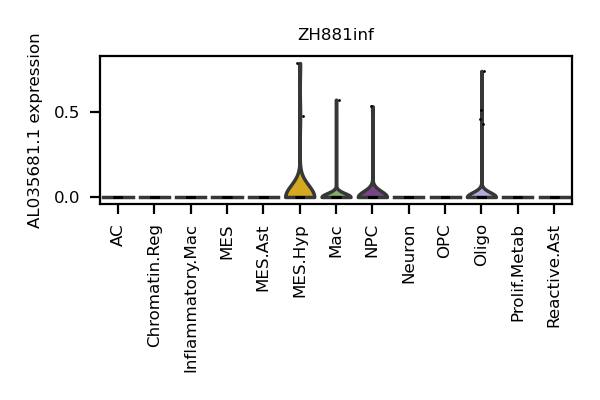 ZH881inf
AL035681.1 expression
0.5
0.0
AC
Chromatin.Reg
Inflammatory.Mac
MES
MES.Ast
MES.Hyp
Mac
NPC
Neuron
OPC
Oligo
Prolif.Metab
Reactive.Ast